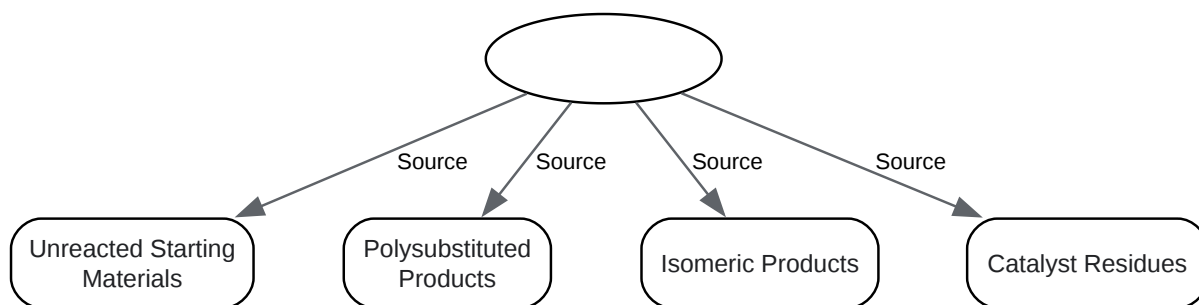 Source Source Source Source
Unreacted Starting
Materials
Polysubstituted
Products
Isomeric Products
Catalyst Residues